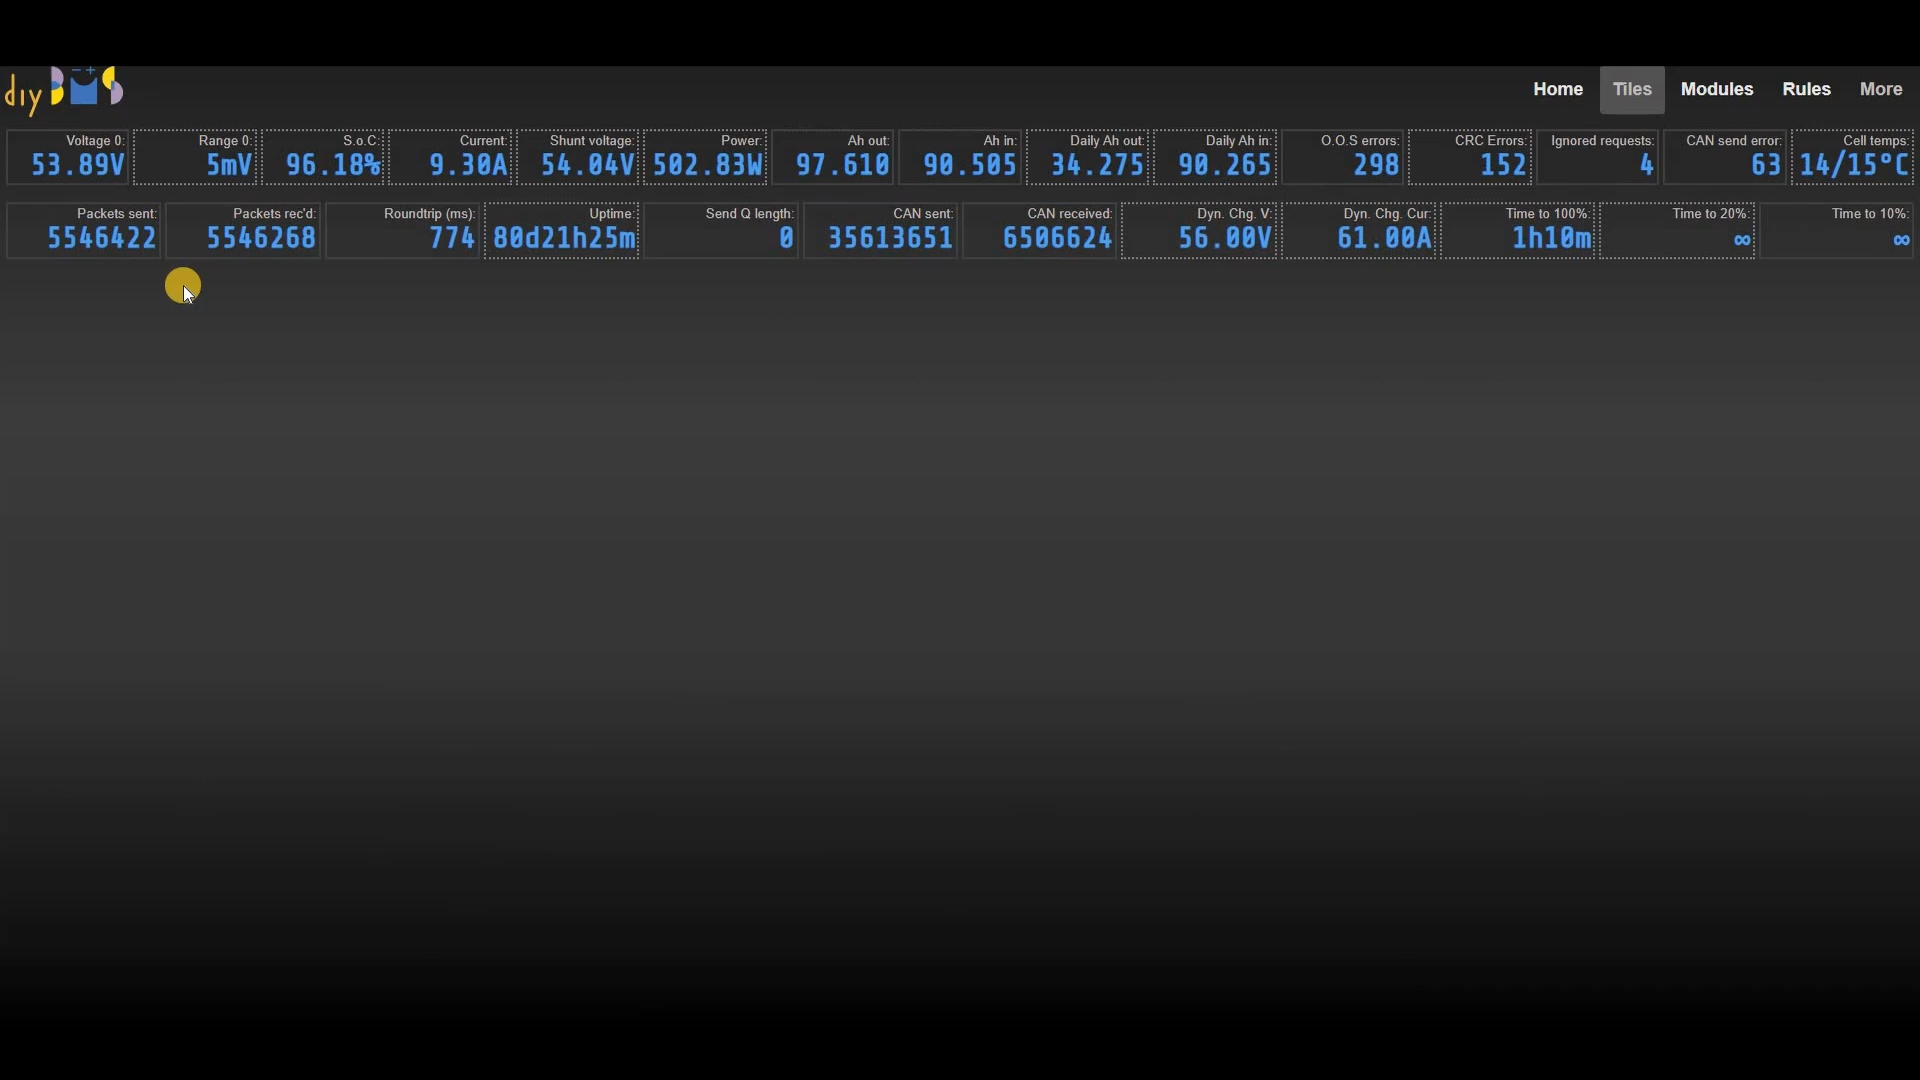 diyBMS
Home Tiles Modules Rules More
Voltage 0: Range 0: S.o.C: Current: Shunt voltage: Power: Ah out: Ah in: Daily Ah out: Daily Ah in: O.O.S errors: CRC Errors: Ignored requests: CAN send error: Cell temps:
53.89V 5mV 96.18% 9.30A 54.04V 502.83W 97.610 90.505 34.275 90.265 298 152 4 63 14/15°C
Packets sent: Packets rec'd: Roundtrip (ms): Uptime: Send Q length: CAN sent: CAN received: Dyn. Chg. V: Dyn. Chg. Cur: Time to 100%: Time to 20%: Time to 10%:
5546422 5546268 774 80d21h25m 0 35613651 6506624 56.00V 61.00A 1h10m ∞ ∞